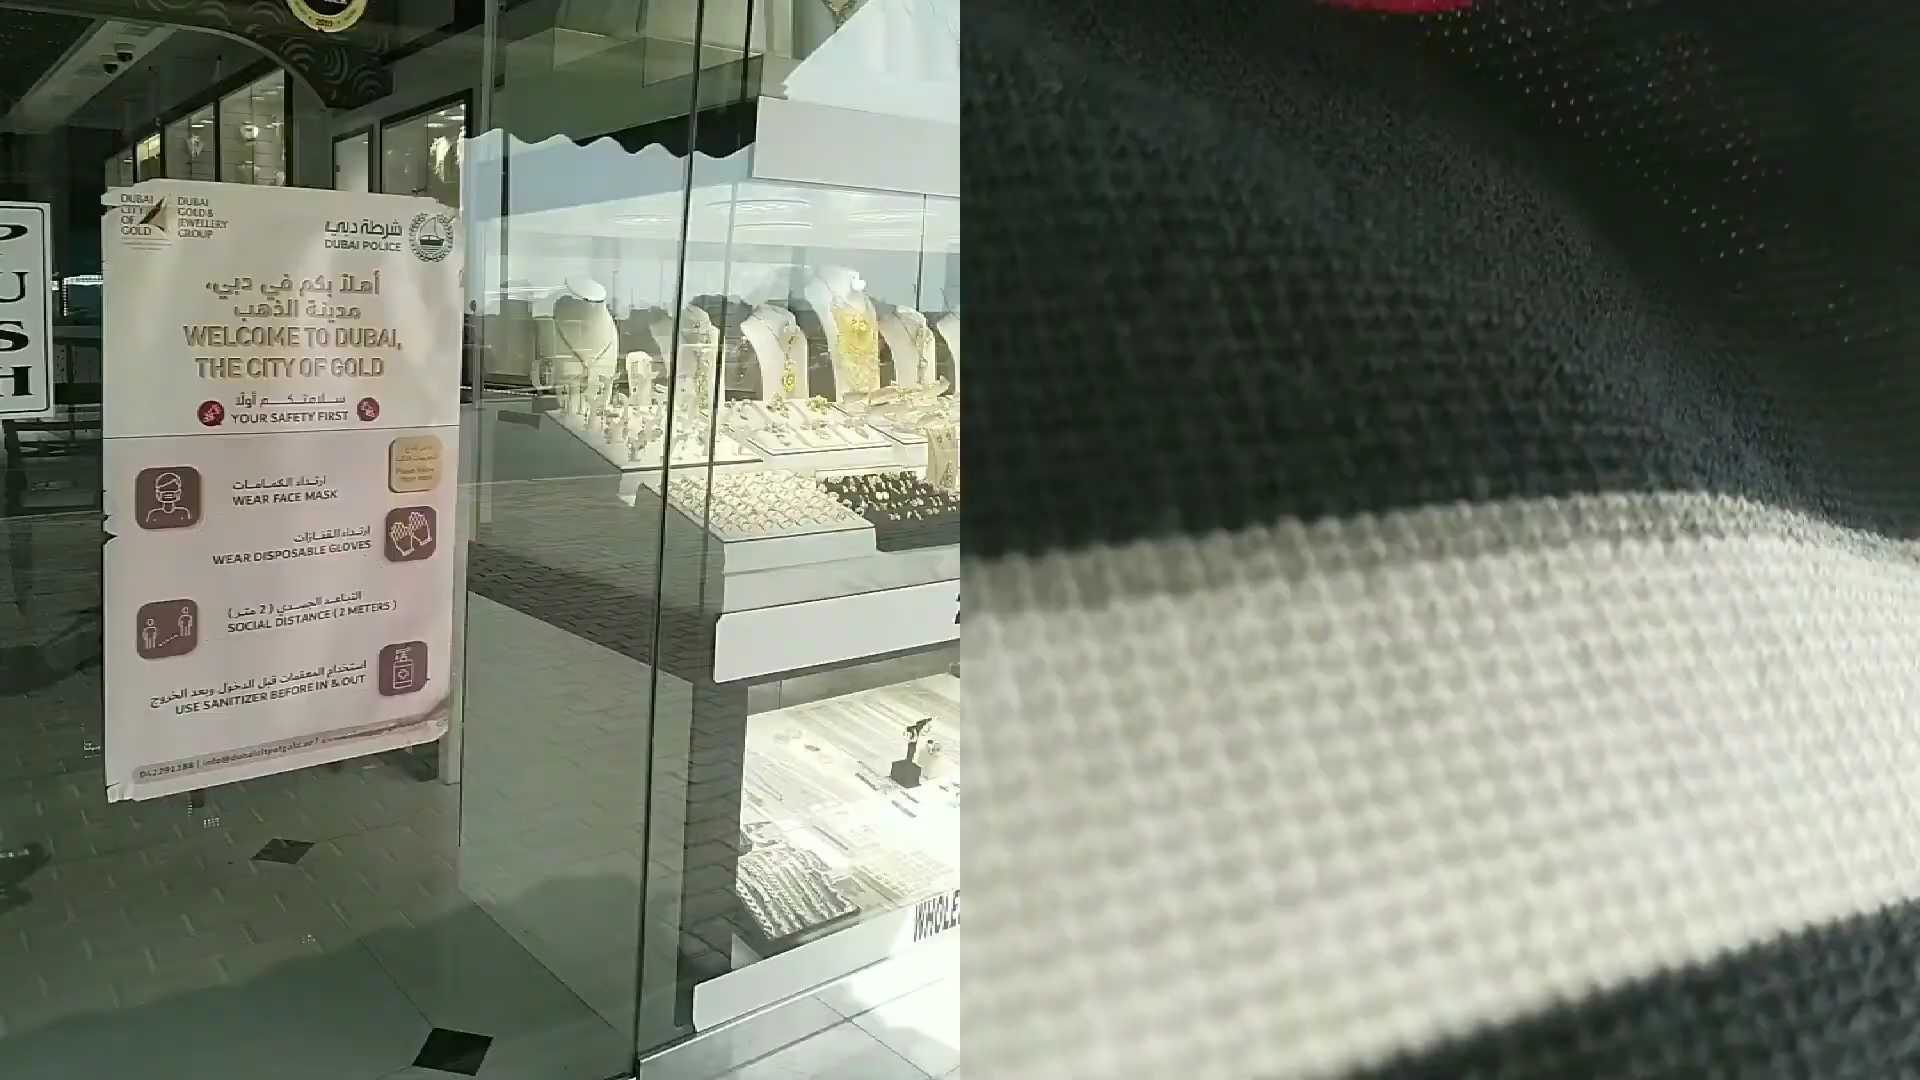 P
U
S
H
DUBAI
CITY
OF
GOLD
DUBAI
GOLD &
JEWELLERY
GROUP
شرطة دبي
DUBAI POLICE
أهلاً بكم في دبي،
مدينة الذهب
WELCOME TO DUBAI,
THE CITY OF GOLD
سلامتكم أولًا
YOUR SAFETY FIRST
ارتداء الكمامات
WEAR FACE MASK
ارتداء القفازات
WEAR DISPOSABLE GLOVES
التباعد الجسدي (2 متر)
SOCIAL DISTANCE (2 METERS)
استخدام المعقمات قبل الدخول وبعد الخروج
USE SANITIZER BEFORE IN & OUT
WHOLE